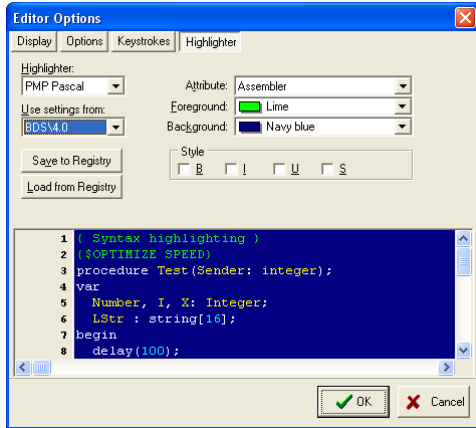 Editor Options
Display Options Keystrokes Highlighter
Highlighter:
PMP Pascal
Use settings from:
BDS\4.0
Save to Registry
Load from Registry
Attribute: Assembler
Foreground: Lime
Background: Navy blue
Style
B I U S
1 { Syntax highlighting }
2 {$OPTIMIZE SPEED}
3 procedure Test(Sender: integer);
4 var
5 Number, I, X: Integer;
6 LStr : string[16];
7 begin
8 delay(100);
OK Cancel